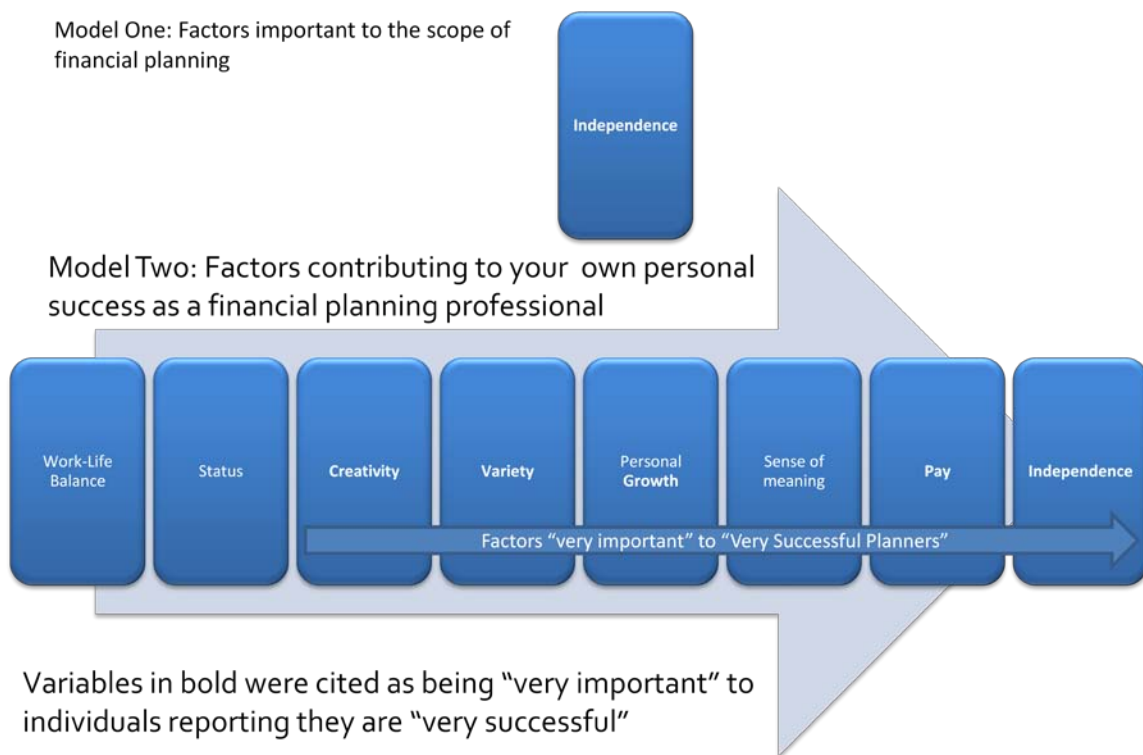 Model One: Factors important to the scope of
financial planning
Independence
Model Two: Factors contributing to your  own personal
success as a financial planning professional
Work-Life
Balance
Status
Creativity
Variety
Personal
Growth
Sense of
meaning
Pay
Independence
Factors “very important” to “Very Successful Planners”
Variables in bold were cited as being “very important” to
individuals reporting they are “very successful”